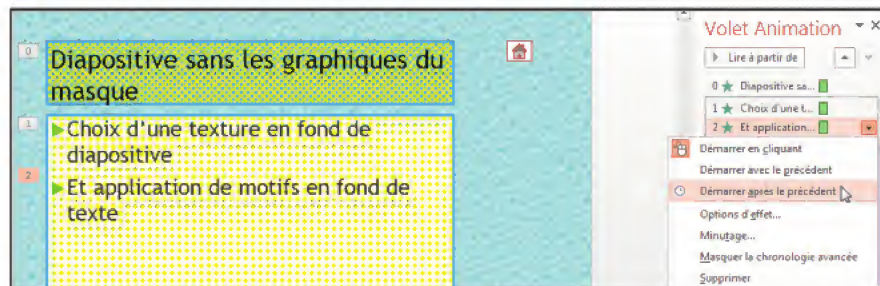 0
Diapositive sans les graphiques du
masque
1
►Choix d'une texture en fond de
diapositive
2
►Et application de motifs en fond de
texte
Volet Animation
Lire à partir de
0 ★ Diapositive sa...
1 ★ Choix d'une t...
2 ★ Et application...
Démarrer en cliquant
Démarrer avec le précédent
Démarrer après le précédent
Options d'effet...
Minutage...
Masquer la chronologie avancée
Supprimer